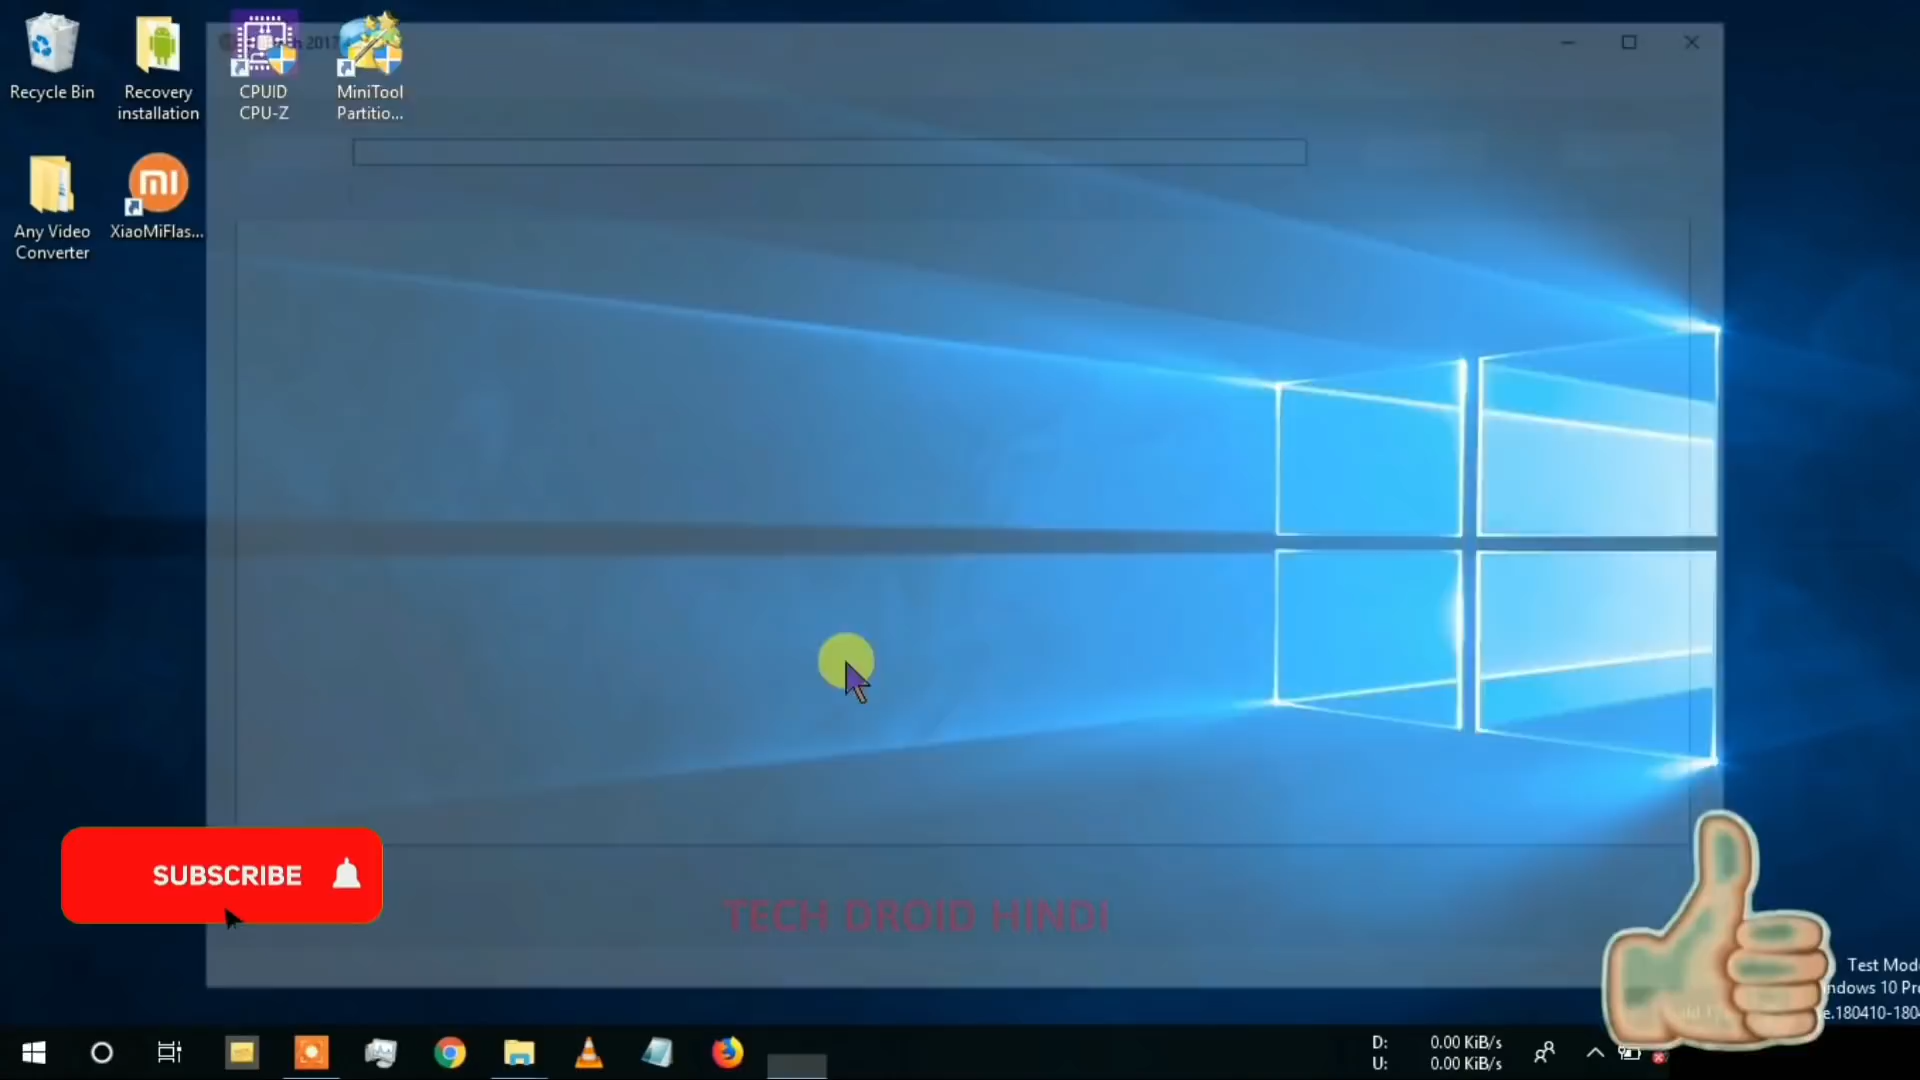 Recycle Bin
Recovery
installation
CPUID
CPU-Z
MiniTool
Partitio...
2017
Any Video
Converter
XiaoMiFlas...
SUBSCRIBE
TECH DROID HINDI
Test Mod
ndows 10 Pr
e.180410-180
D: 0.00 KiB/s
U: 0.00 KiB/s